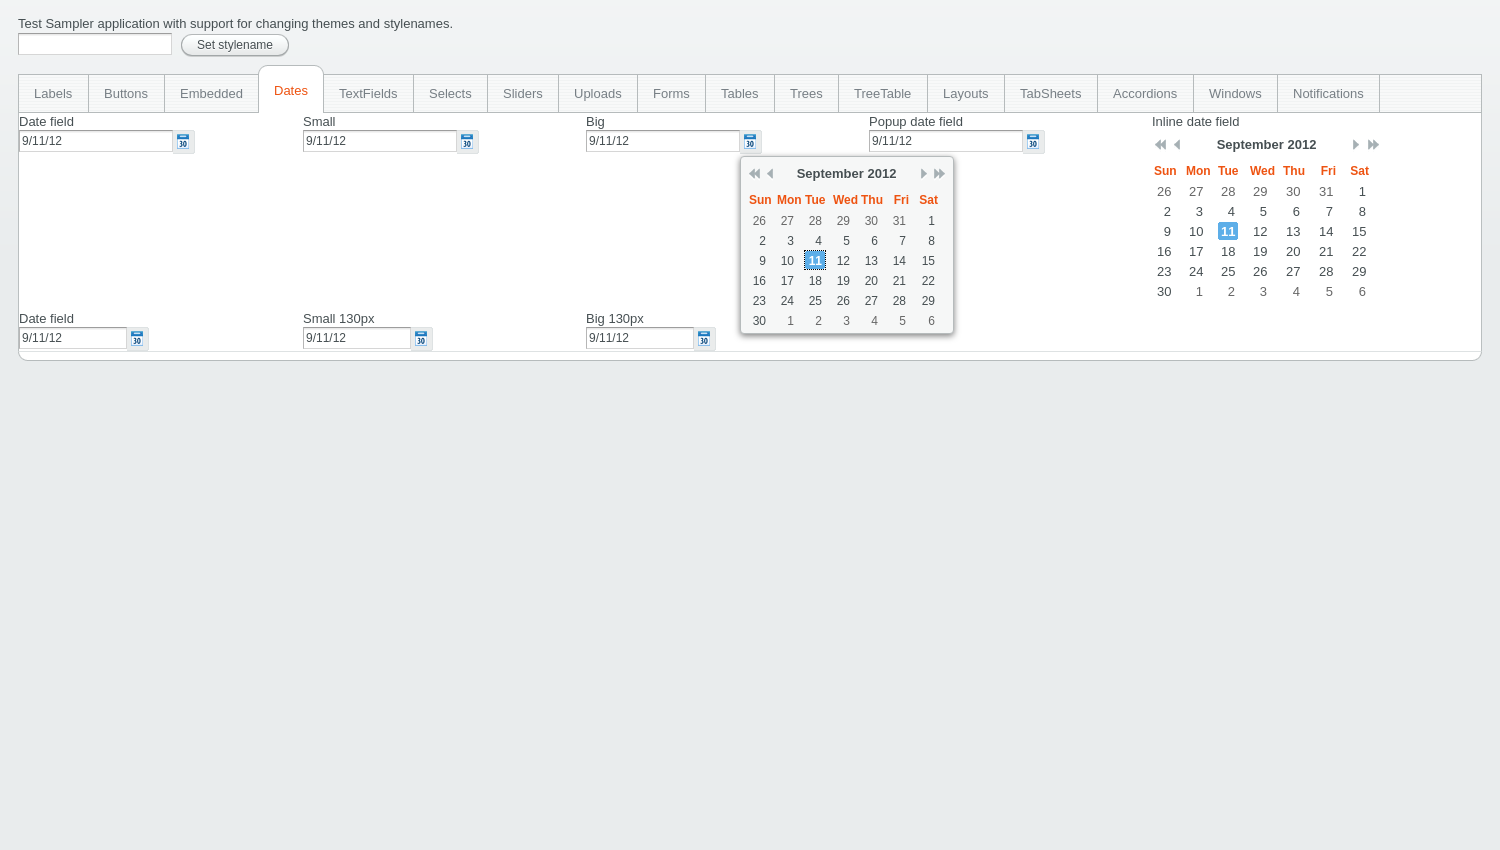 Test Sampler application with support for changing themes and stylenames.
Set stylename
Labels Buttons Embedded Dates TextFields Selects Sliders Uploads Forms Tables Trees TreeTable Layouts TabSheets Accordions Windows Notifications
Date field Small Big Popup date field Inline date field
9/11/12 9/11/12 9/11/12 9/11/12
September 2012
Sun Mon Tue Wed Thu Fri Sat
26 27 28 29 30 31 1
2 3 4 5 6 7 8
9 10 11 12 13 14 15
16 17 18 19 20 21 22
23 24 25 26 27 28 29
30 1 2 3 4 5 6
September 2012
Sun Mon Tue Wed Thu Fri Sat
26 27 28 29 30 31 1
2 3 4 5 6 7 8
9 10 11 12 13 14 15
16 17 18 19 20 21 22
23 24 25 26 27 28 29
30 1 2 3 4 5 6
Date field Small 130px Big 130px
9/11/12 9/11/12 9/11/12